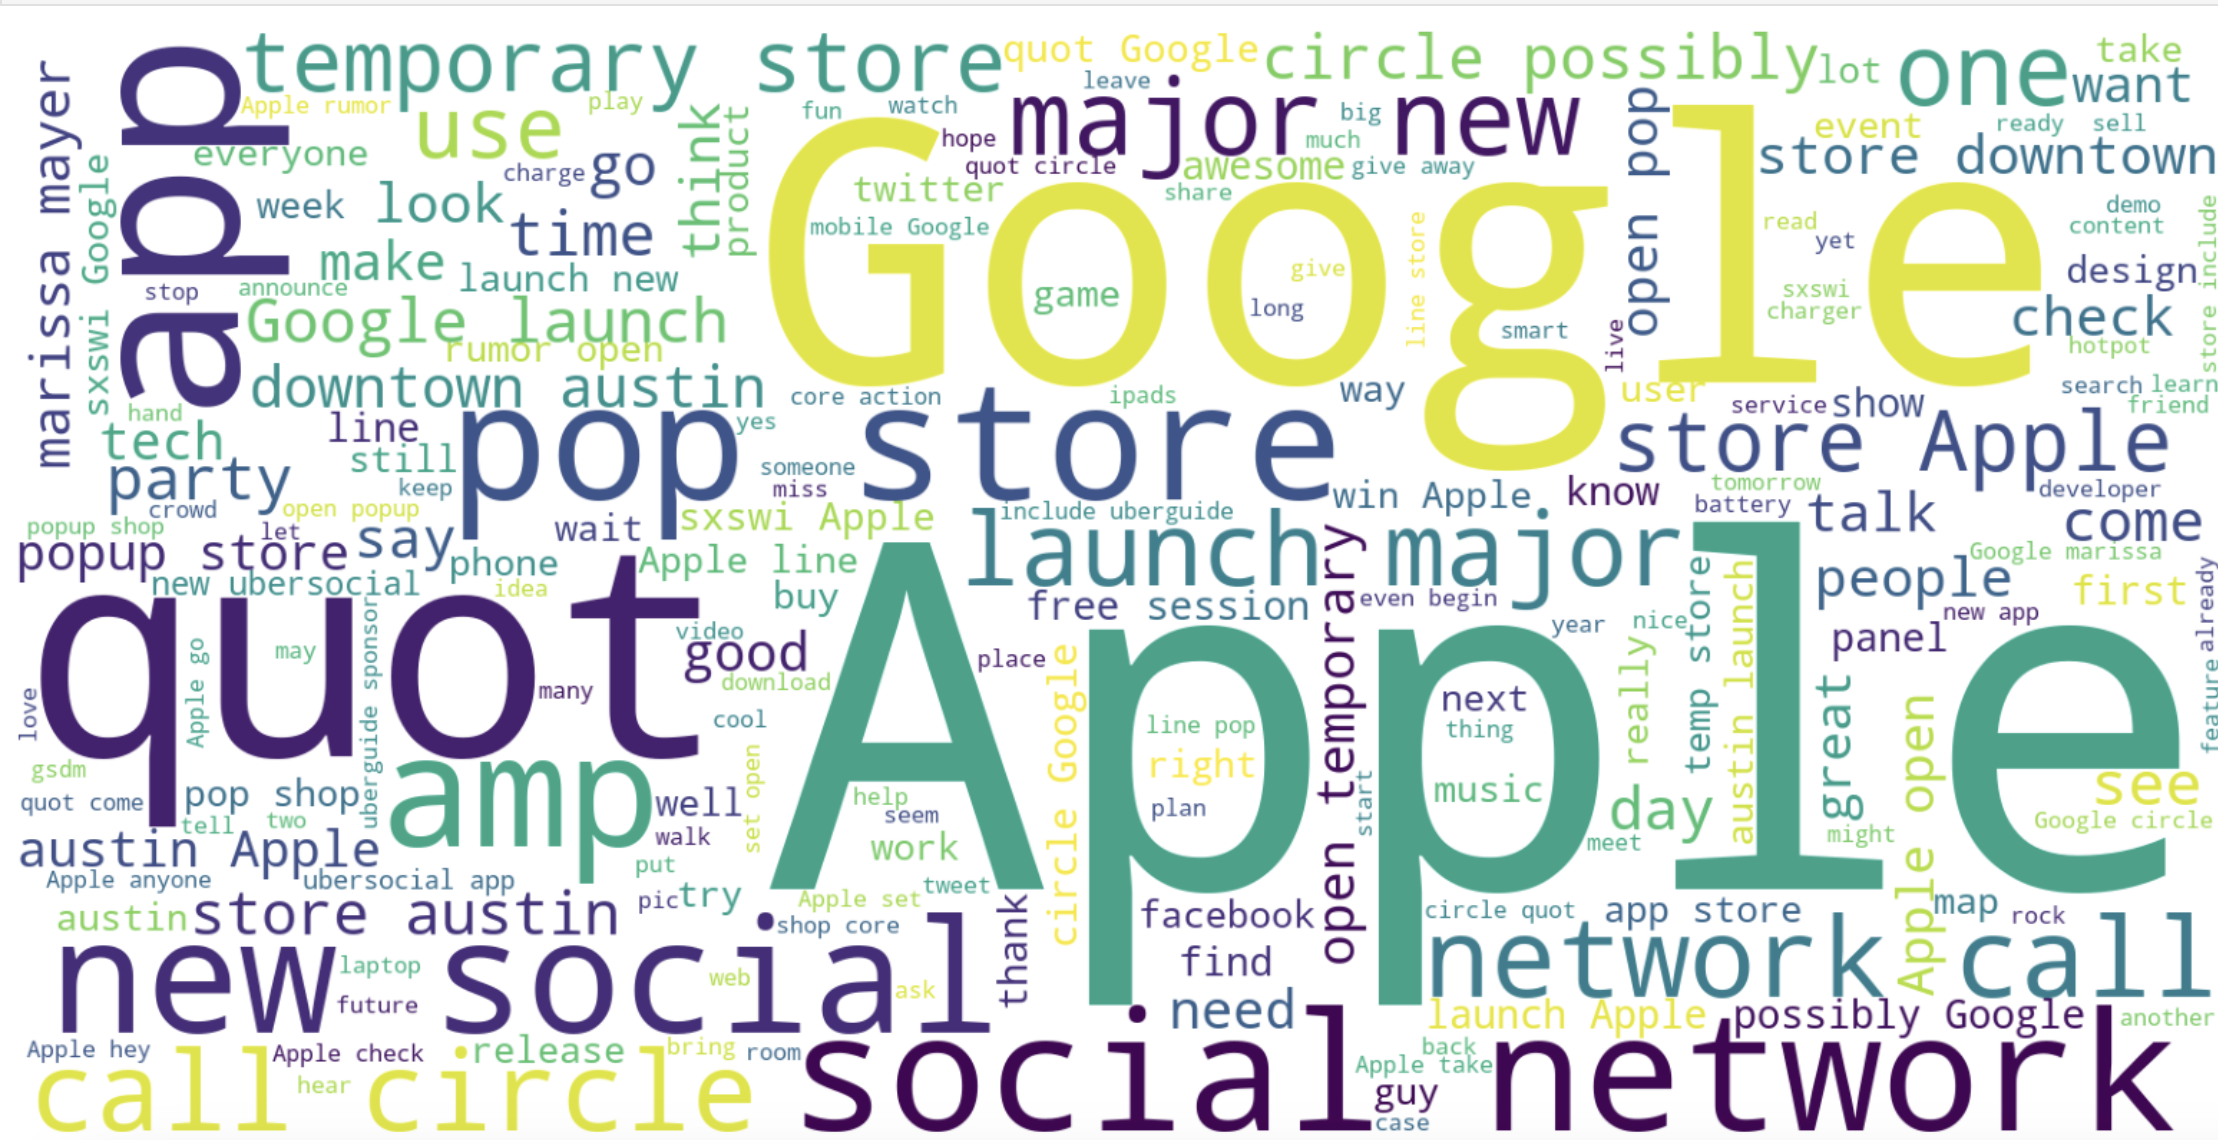 temporary store
quot Google
circle possibly
lot
one
take
want
marissa mayer
app
Apple rumor
use
play
think
product
fun
watch
leave
major new
big
much
hope
quot circle
awesome
give away
open pop
event
ready
sell
store downtown
everyone
charge
go
sxswi Google
week
look
time
twitter
share
mobile Google
Google
line store
read
yet
demo
content
store include
make
launch new
stop
announce
game
give
long
smart
live
sxswi
charger
design
check
hotpot
Google launch
rumor open
downtown austin
core action
ipads
way
user
search
learn
friend
service
show
hand
tech
line
still
pop store
yes
store Apple
party
keep
someone
miss
win Apple
know
tomorrow
battery
developer
crowd
open popup
popup shop
let
say
wait
sxswi Apple
include uberguide
talk
come
popup store
phone
Apple line
launch major
Google marissa
new ubersocial
idea
buy
free session
even begin
people
first
already
quot
may
Apple go
uberguide sponsor
many
video
good
download
place
Apple
open temporary
year
nice
really
temp store
austin launch
new app
panel
great
feature
love
cool
circle Google
line pop
right
plan
next
thing
music
start
day
meet
might
Apple open
see
Google circle
gsdm
quot come
pop shop
tell
two
amp
well
walk
set open
help
seem
work
austin Apple
Apple anyone
ubersocial app
put
pic
try
Apple set
tweet
austin
store austin
shop core
thank
facebook
circle quot
app store
map
rock
new social
laptop
future
web
ask
find
network call
need
launch Apple
possibly Google
another
Apple hey
Apple check
release
bring
room
back
Apple take
call circle
hear
social network
guy
case